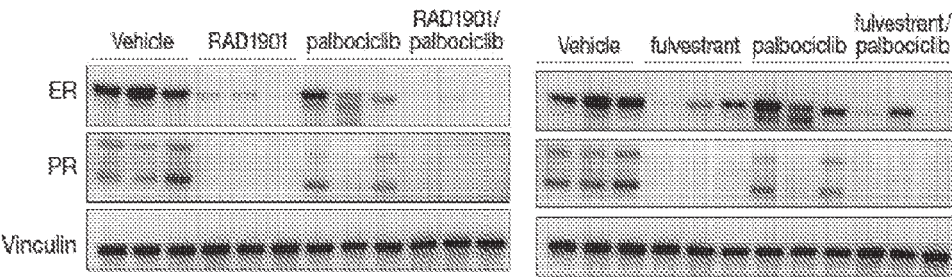 RAD1901/
Vehicle RAD1901 palbociclib palbociclib
ER
PR
Vinculin
fulvestrant/
Vehicle fulvestrant palbociclib palbociclib